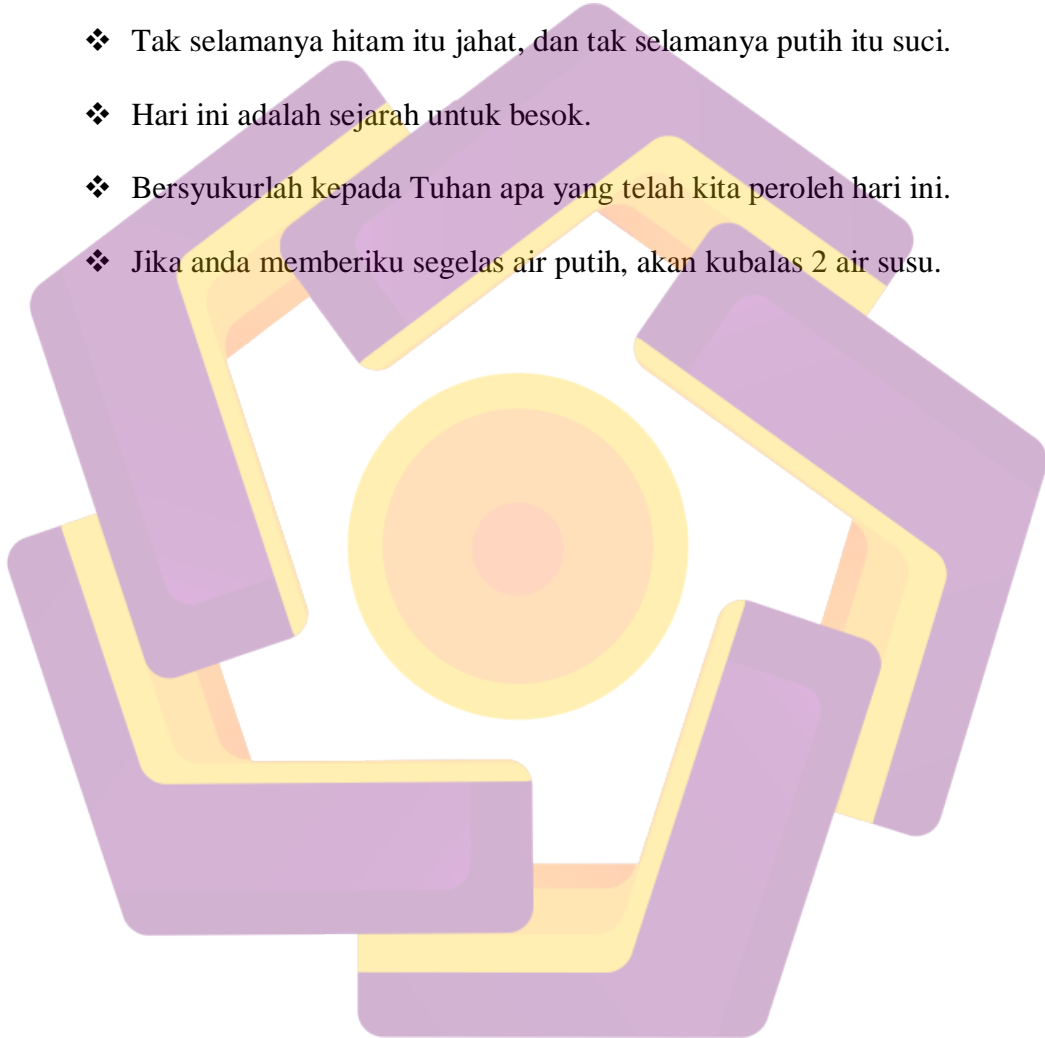 ❖ Tak selamanya hitam itu jahat, dan tak selamanya putih itu suci.
❖ Hari ini adalah sejarah untuk besok.
❖ Bersyukurlah kepada Tuhan apa yang telah kita peroleh hari ini.
❖ Jika anda memberiku segelas air putih, akan kubalas 2 air susu.